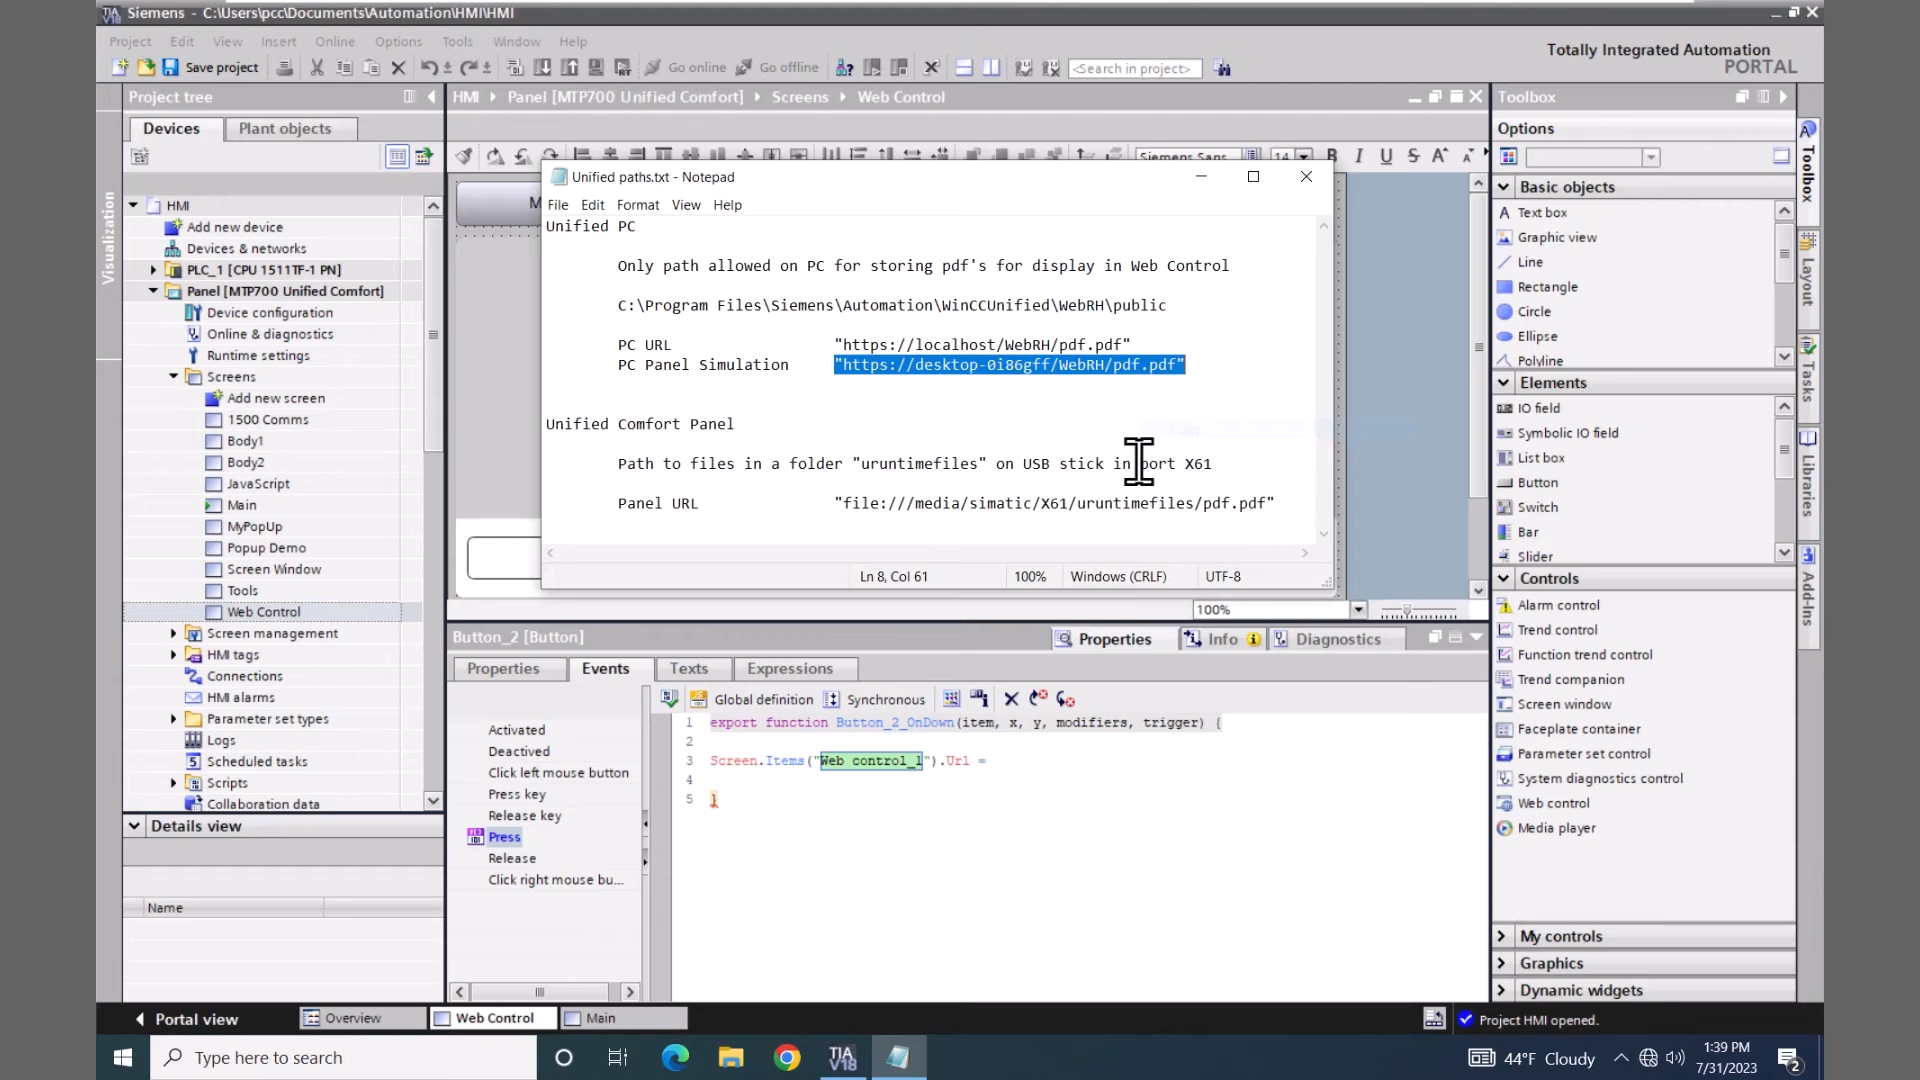 Siemens - C:\Users\pcc\Documents\Automation\HMI\HMI
Project Edit View Insert Online Options Tools Window Help
Save project
Go online
Go offline
<Search in project>
Totally Integrated Automation
PORTAL
Project tree
Devices
Plant objects
HMI
Add new device
Devices & networks
PLC_1 [CPU 1511TF-1 PN]
Panel [MTP700 Unified Comfort]
Device configuration
Online & diagnostics
Runtime settings
Screens
Add new screen
1500 Comms
Body1
Body2
JavaScript
Main
MyPopUp
Popup Demo
Screen Window
Tools
Web Control
Screen management
HMI tags
Connections
HMI alarms
Parameter set types
Logs
Scheduled tasks
Scripts
Collaboration data
Details view
Name
Visualization
HMI Panel [MTP700 Unified Comfort] Screens Web Control
Siemens Sans
14
B I U S A A
M
Unified paths.txt - Notepad
File Edit Format View Help
Unified PC
Only path allowed on PC for storing pdf's for display in Web Control
C:\Program Files\Siemens\Automation\WinCCUnified\WebRH\public
PC URL "https://localhost/WebRH/pdf.pdf"
PC Panel Simulation "https://desktop-0i86gff/WebRH/pdf.pdf"
Unified Comfort Panel
Path to files in a folder "uruntimefiles" on USB stick in port X61
Panel URL "file:///media/simatic/X61/uruntimefiles/pdf.pdf"
Ln 8, Col 61
100%
Windows (CRLF)
UTF-8
100%
Button_2 [Button]
Properties
Info
Diagnostics
Properties
Events
Texts
Expressions
Global definition
Synchronous
Activated
Deactived
Click left mouse button
Press key
Release key
Press
Release
Click right mouse bu...
1 export function Button_2_OnDown(item, x, y, modifiers, trigger) {
2
3 Screen.Items("Web control_1").Url =
4
5 }
Toolbox
Options
Basic objects
Text box
Graphic view
Line
Rectangle
Circle
Ellipse
Polyline
Elements
IO field
Symbolic IO field
List box
Button
Switch
Bar
Slider
Controls
Alarm control
Trend control
Function trend control
Trend companion
Screen window
Faceplate container
Parameter set control
System diagnostics control
Web control
Media player
My controls
Graphics
Dynamic widgets
Toolbox
Layout
Tasks
Libraries
Add-Ins
Portal view
Overview
Web Control
Main
Project HMI opened.
Type here to search
TIA
V18
44°F Cloudy
1:39 PM
7/31/2023
2